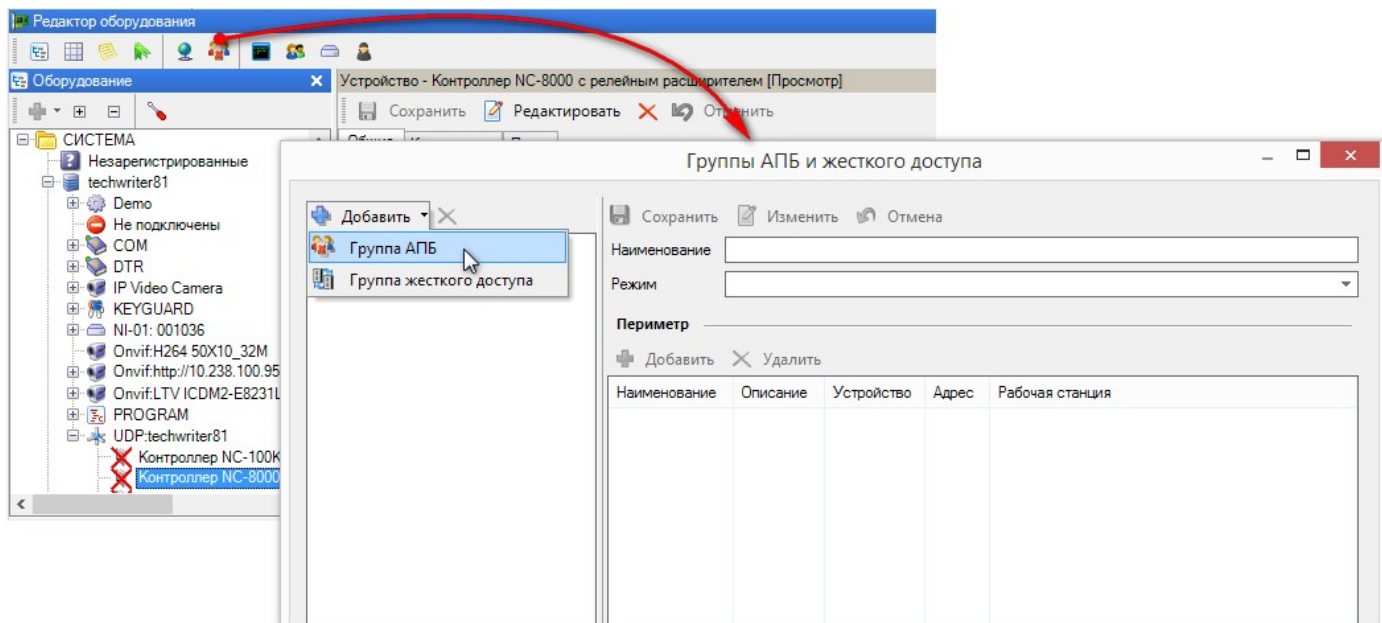 Редактор оборудования
Оборудование
Устройство - Контроллер NC-8000 с релейным расширителем [Просмотр]
Сохранить Редактировать Отменить
СИСТЕМА
Незарегистрированные
techwriter81
Demo
Не подключены
COM
DTR
IP Video Camera
KEYGUARD
NI-01: 001036
Onvif:H264 50X10_32M
Onvif:http://10.238.100.95
Onvif:LTV ICDM2-E8231L
PROGRAM
UDP:techwriter81
Контроллер NC-100K
Контроллер NC-8000
Группы АПБ и жесткого доступа
Добавить
Группа АПБ
Группа жесткого доступа
Сохранить Изменить Отмена
Наименование
Режим
Периметр
Добавить Удалить
Наименование Описание Устройство Адрес Рабочая станция